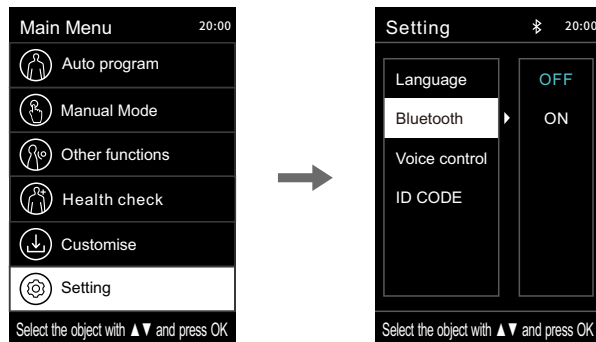 Main Menu 20:00
Auto program
Manual Mode
Other functions
Health check
Customise
Setting
Select the object with ▲▼ and press OK
Setting 20:00
Language
Bluetooth
Voice control
ID CODE
OFF
ON
Select the object with ▲▼ and press OK